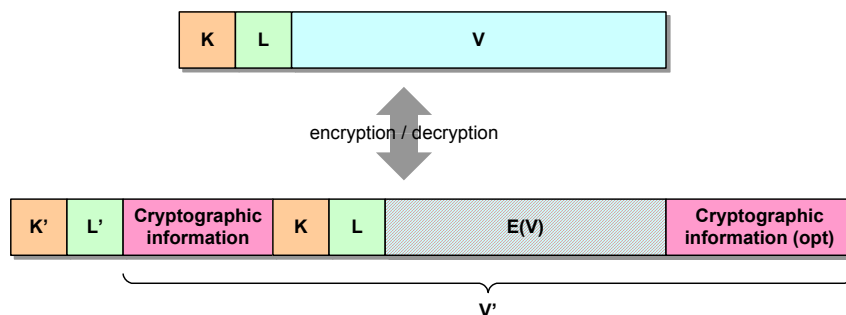 K L V
encryption / decryption
K’ L’ Cryptographic information K L E(V) Cryptographic information (opt)
V’